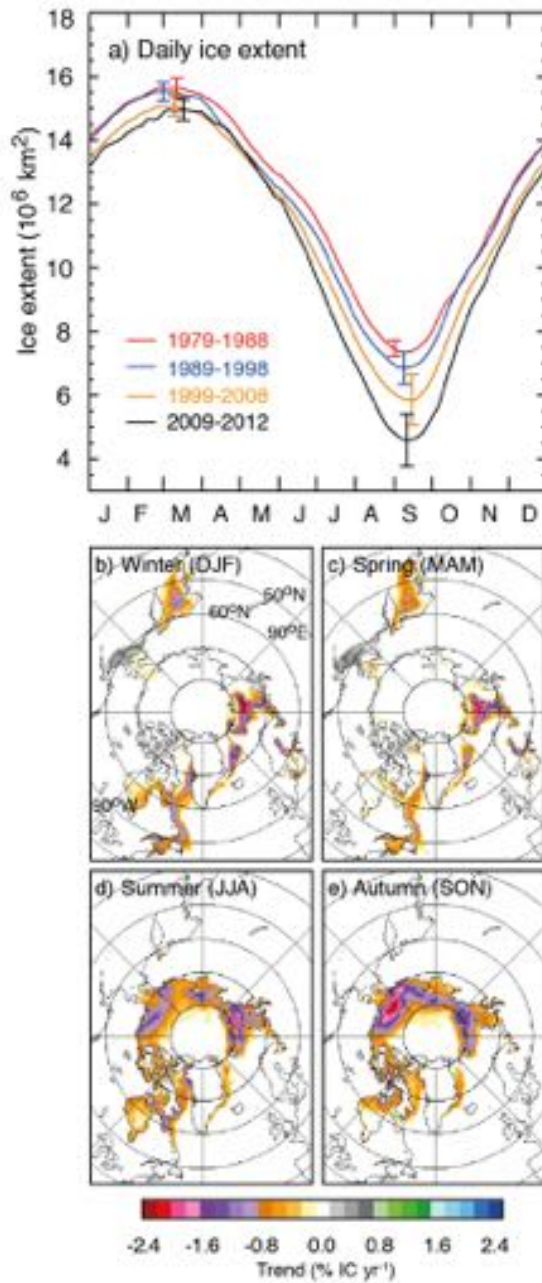 a) Daily ice extent
Ice extent (10⁶ km²)
18
16
14
12
10
8
6
4
1979-1988
1989-1998
1999-2008
2009-2012
J F M A M J J A S O N D
b) Winter (DJF)
50°N
60°N
90°E
90°W
c) Spring (MAM)
d) Summer (JJA)
e) Autumn (SON)
-2.4 -1.6 -0.8 0.0 0.8 1.6 2.4
Trend (% IC yr⁻¹)